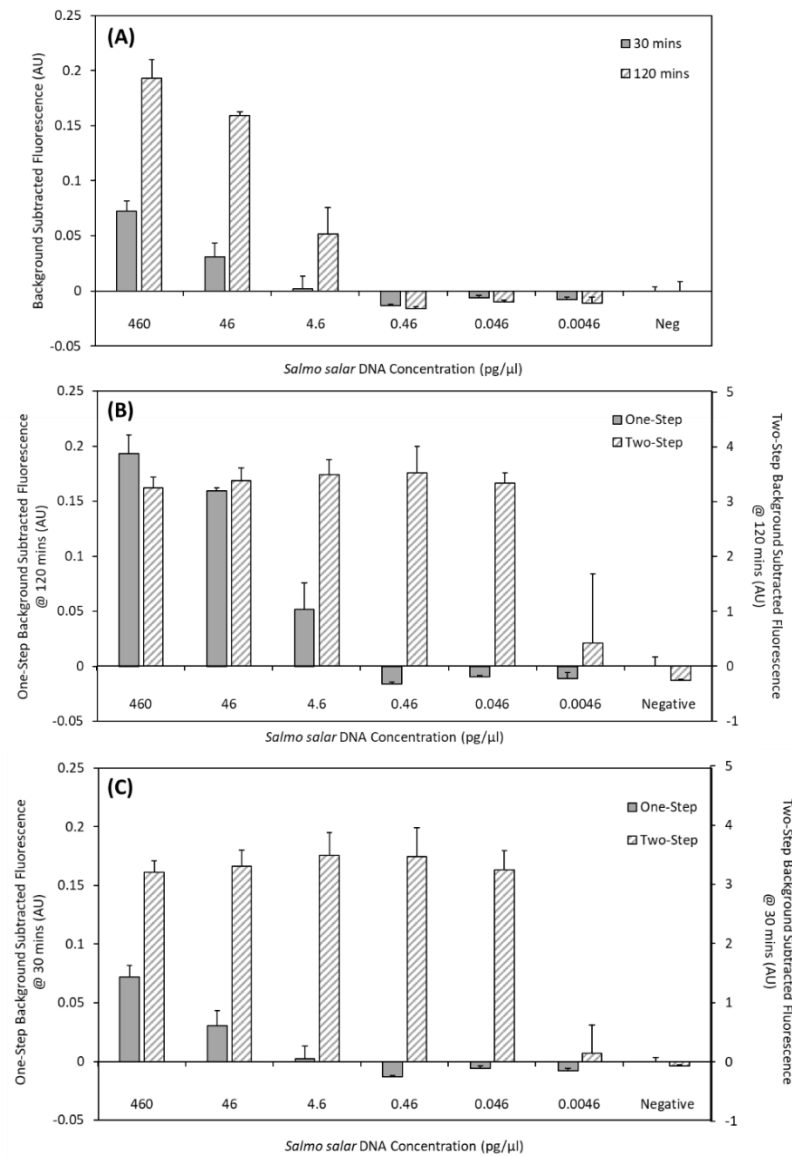 (A)
30 mins
120 mins
Background Subtracted Fluorescence (AU)
0.25
0.2
0.15
0.1
0.05
0
-0.05
460 46 4.6 0.46 0.046 0.0046 Neg
Salmo salar DNA Concentration (pg/µl)
(B)
One-Step
Two-Step
One-Step Background Subtracted Fluorescence
@ 120 mins (AU)
0.25
0.2
0.15
0.1
0.05
0
-0.05
5
4
3
2
1
0
-1
Two-Step Background Subtracted Fluorescence
@ 120 mins (AU)
460 46 4.6 0.46 0.046 0.0046 Negative
Salmo salar DNA Concentration (pg/µl)
(C)
One-Step
Two-Step
One-Step Background Subtracted Fluorescence
@ 30 mins (AU)
0.25
0.2
0.15
0.1
0.05
0
-0.05
5
4
3
2
1
0
-1
Two-Step Background Subtracted Fluorescence
@ 30 mins (AU)
460 46 4.6 0.46 0.046 0.0046 Negative
Salmo salar DNA Concentration (pg/µl)